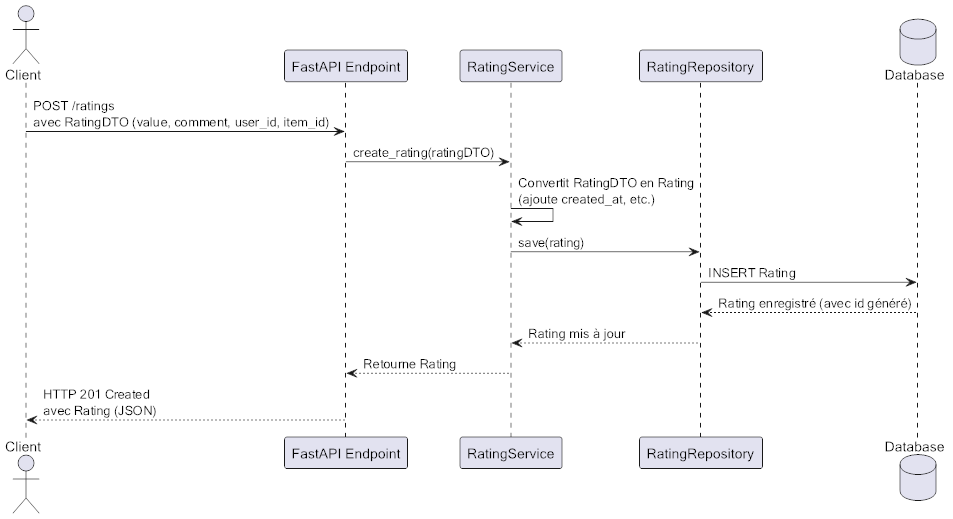 Client
FastAPI Endpoint
RatingService
RatingRepository
Database
POST /ratings
avec RatingDTO (value, comment, user_id, item_id)
create_rating(ratingDTO)
Convertit RatingDTO en Rating
(ajoute created_at, etc.)
save(rating)
INSERT Rating
Rating enregistré (avec id généré)
Rating mis à jour
Retourne Rating
HTTP 201 Created
avec Rating (JSON)
Client
FastAPI Endpoint
RatingService
RatingRepository
Database